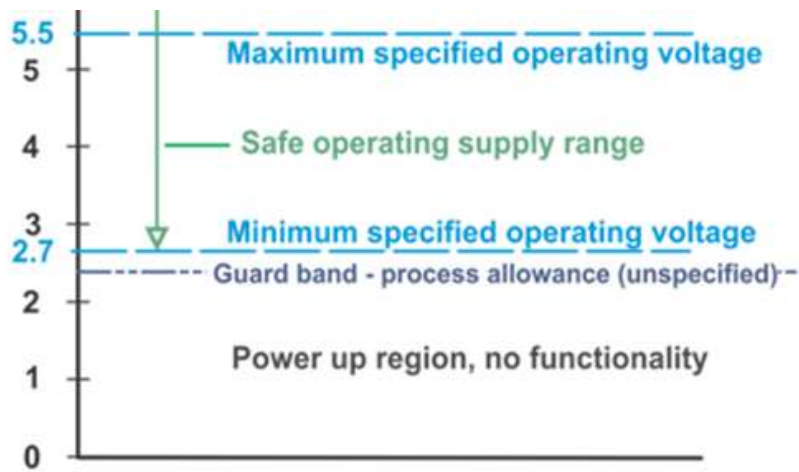 5.5
Maximum specified operating voltage
5
4
Safe operating supply range
3
Minimum specified operating voltage
2.7
Guard band - process allowance (unspecified)
2
Power up region, no functionality
1
0